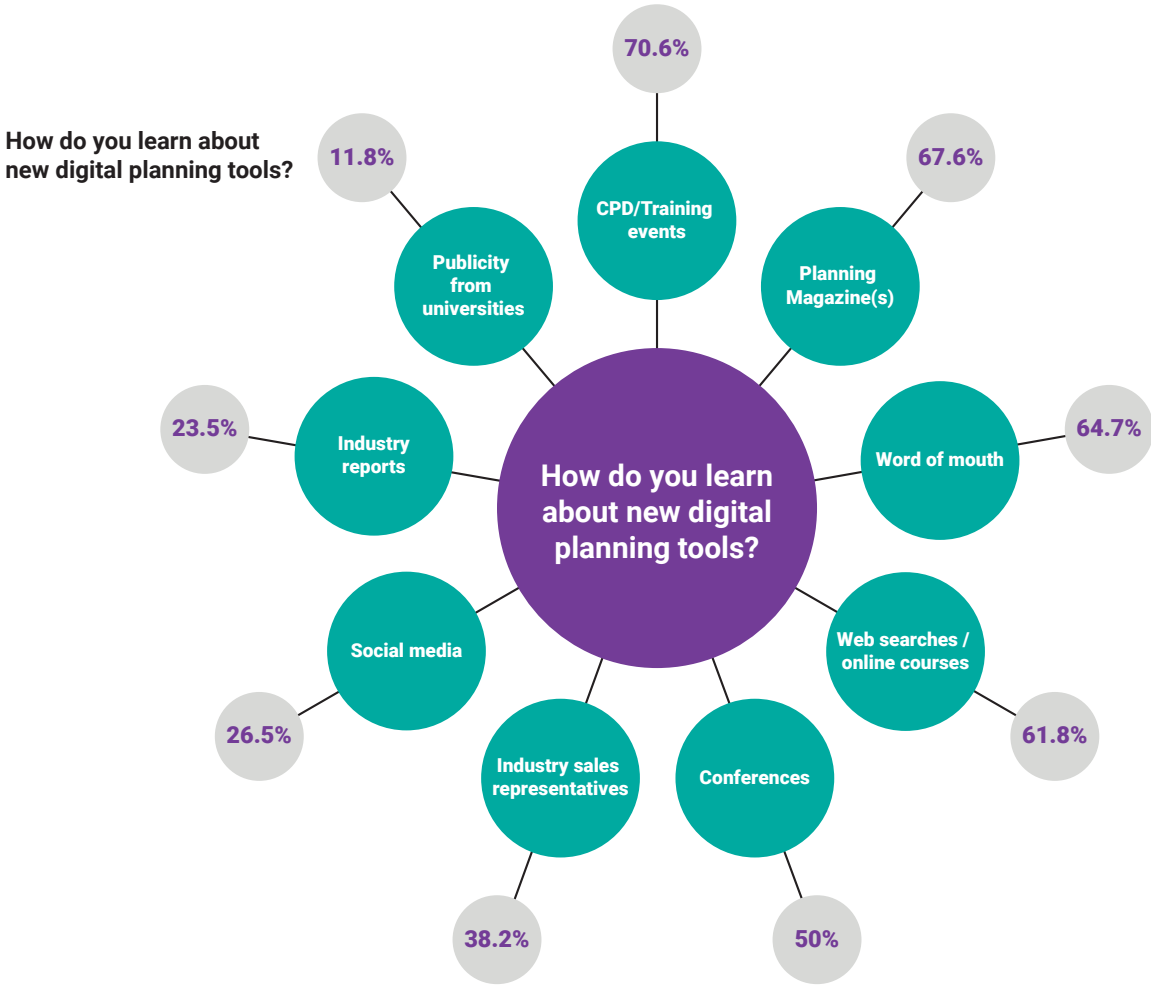 How do you learn about
new digital planning tools?
70.6%
CPD/Training
events
67.6%
Planning
Magazine(s)
64.7%
Word of mouth
61.8%
Web searches /
online courses
50%
Conferences
38.2%
Industry sales
representatives
26.5%
Social media
23.5%
Industry
reports
11.8%
Publicity
from
universities
How do you learn
about new digital
planning tools?